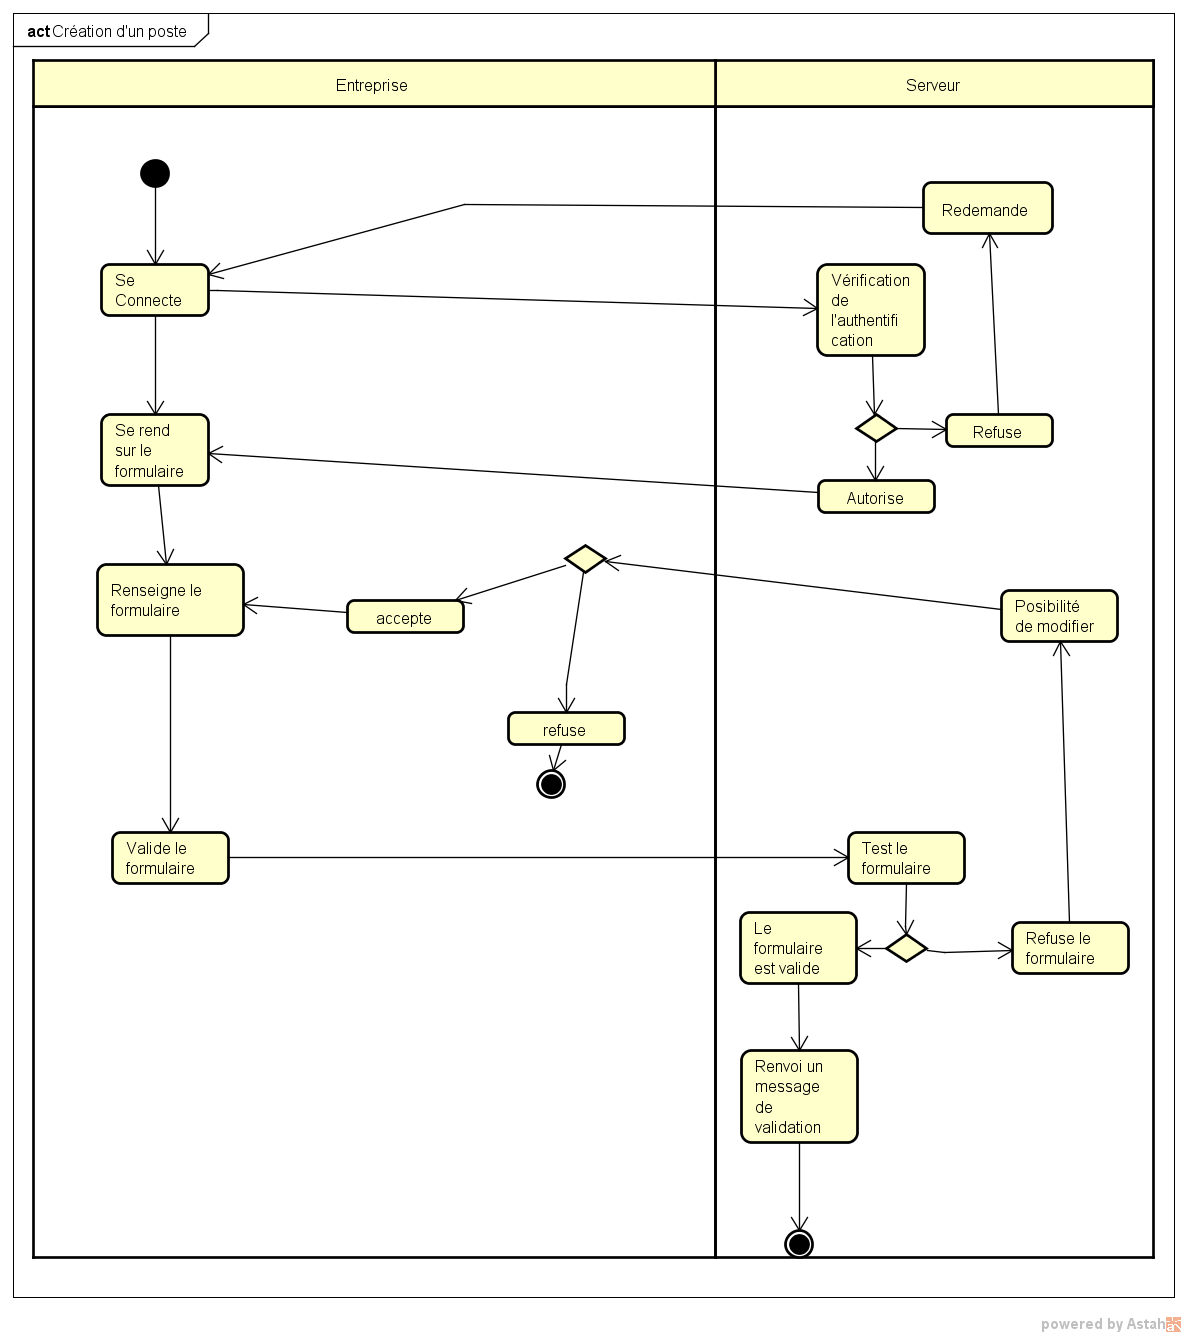 act Création d'un poste
Entreprise
Serveur
Redemande
Se
Connecte
Vérification
de
l'authentifi
cation
Se rend
sur le
formulaire
Refuse
Autorise
Renseigne le
formulaire
accepte
Posibilité
de modifier
refuse
Valide le
formulaire
Test le
formulaire
Le
formulaire
est valide
Refuse le
formulaire
Renvoi un
message
de
validation
powered by Astah